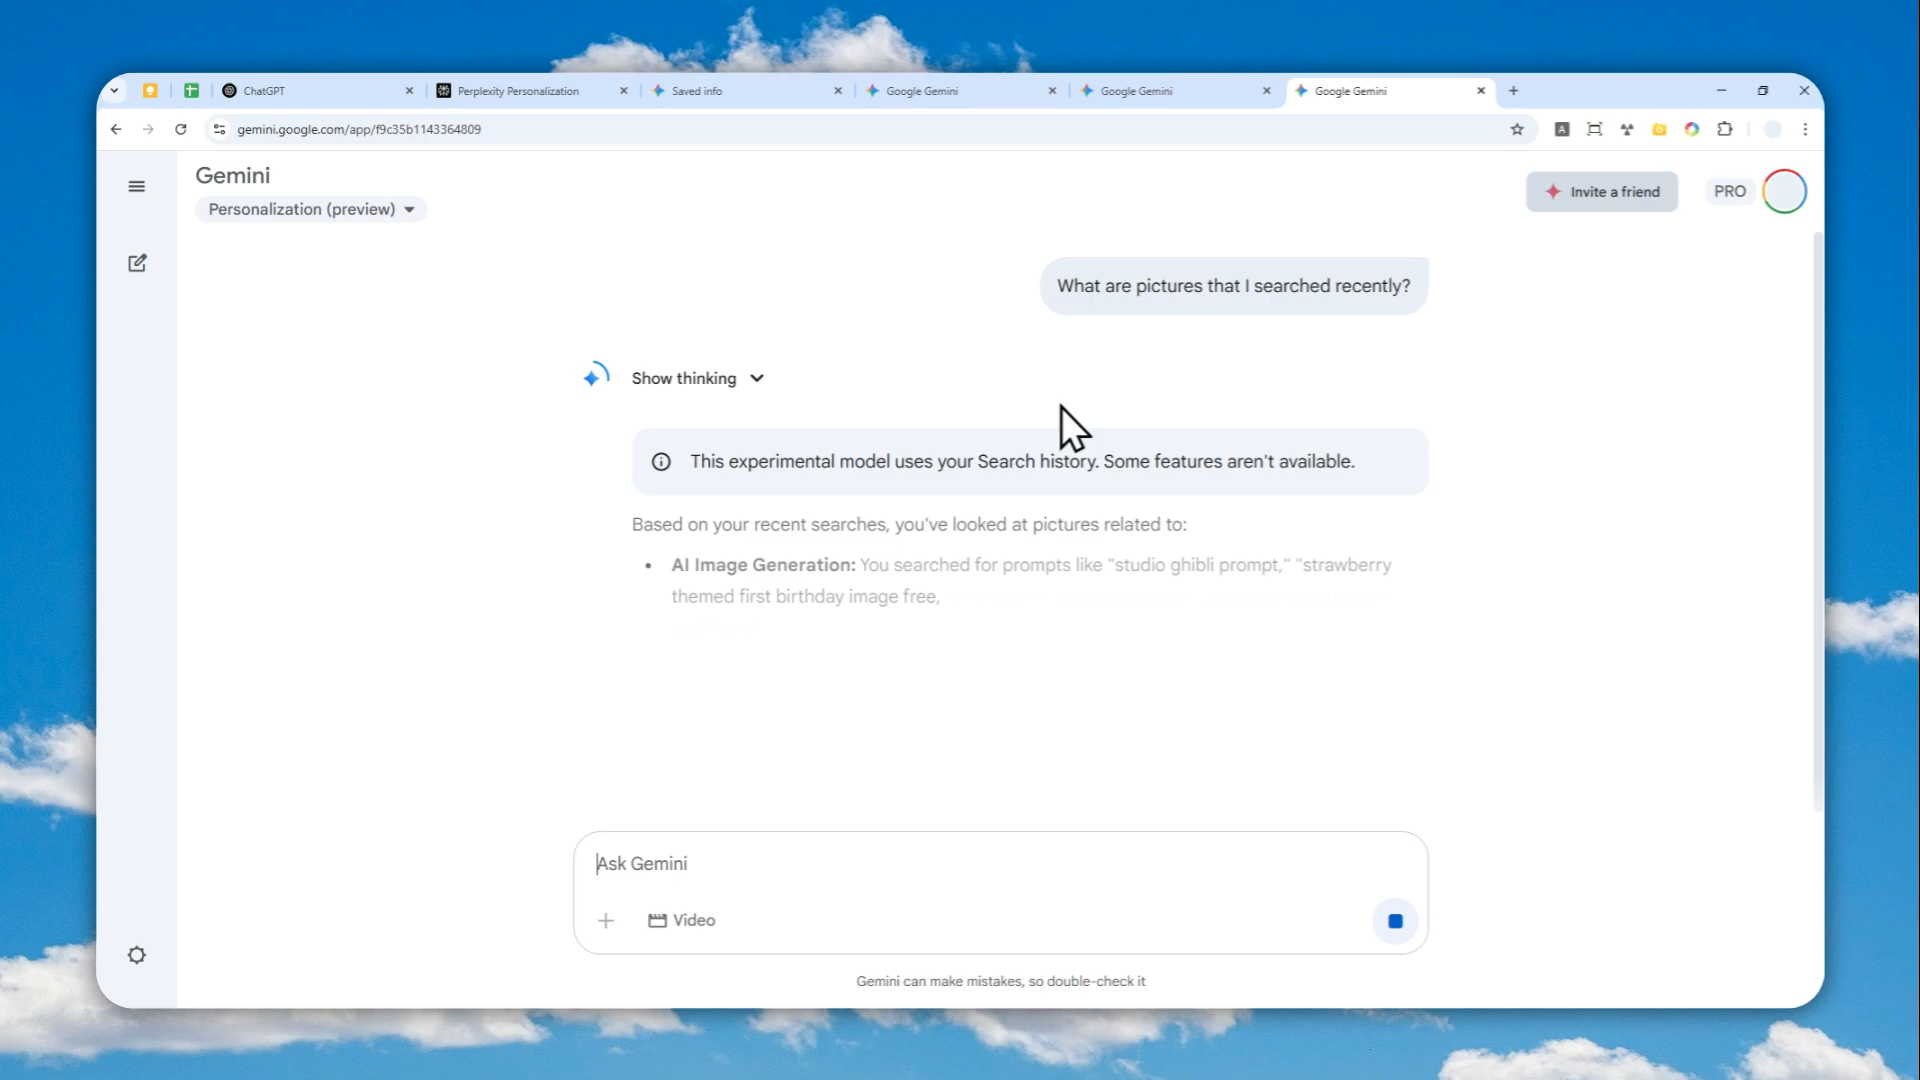 ChatGPT
Perplexity Personalization
Saved info
Google Gemini
Google Gemini
Google Gemini
gemini.google.com/app/f9c35b1143364809
A
Gemini
Personalization (preview)
Invite a friend
PRO
What are pictures that I searched recently?
Show thinking
This experimental model uses your Search history. Some features aren't available.
Based on your recent searches, you've looked at pictures related to:
• AI Image Generation: You searched for prompts like "studio ghibli prompt," "strawberry
themed first birthday image free,
Ask Gemini
Video
Gemini can make mistakes, so double-check it